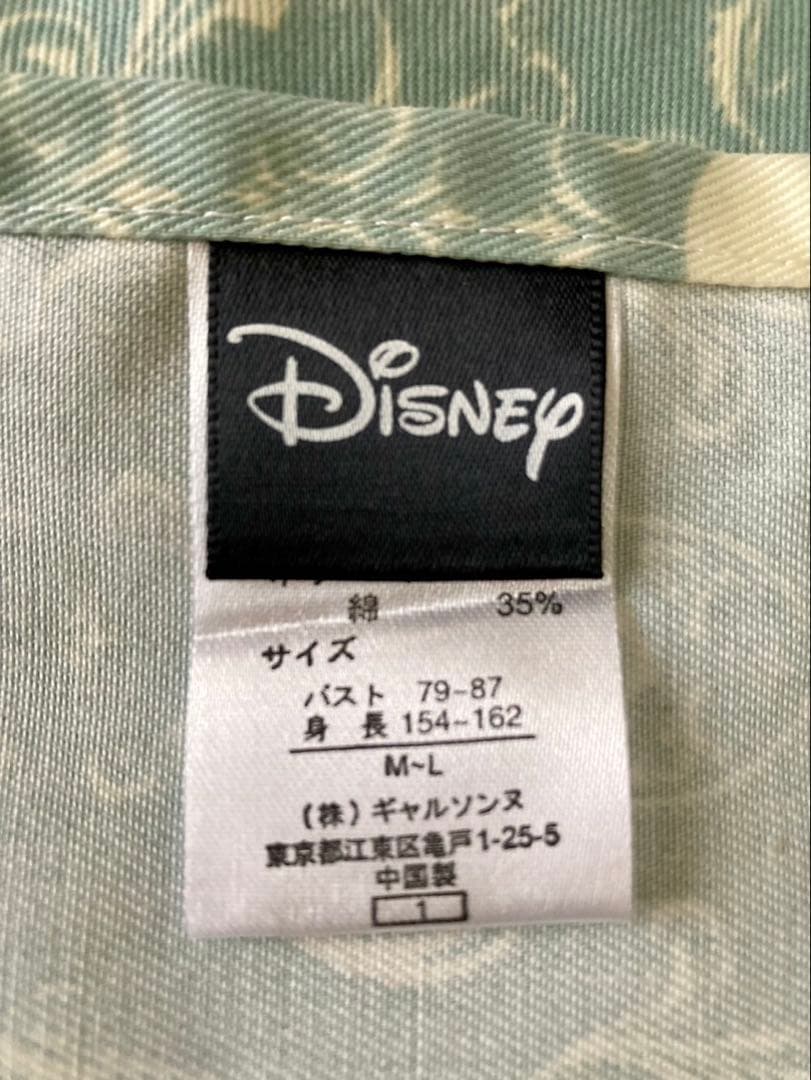 Disney
綿 35%
サイズ
バスト 79~87
身 長 154~162
M~L
(株)ギャルソンヌ
東京都江東区亀戸1-25-5
中国製
1